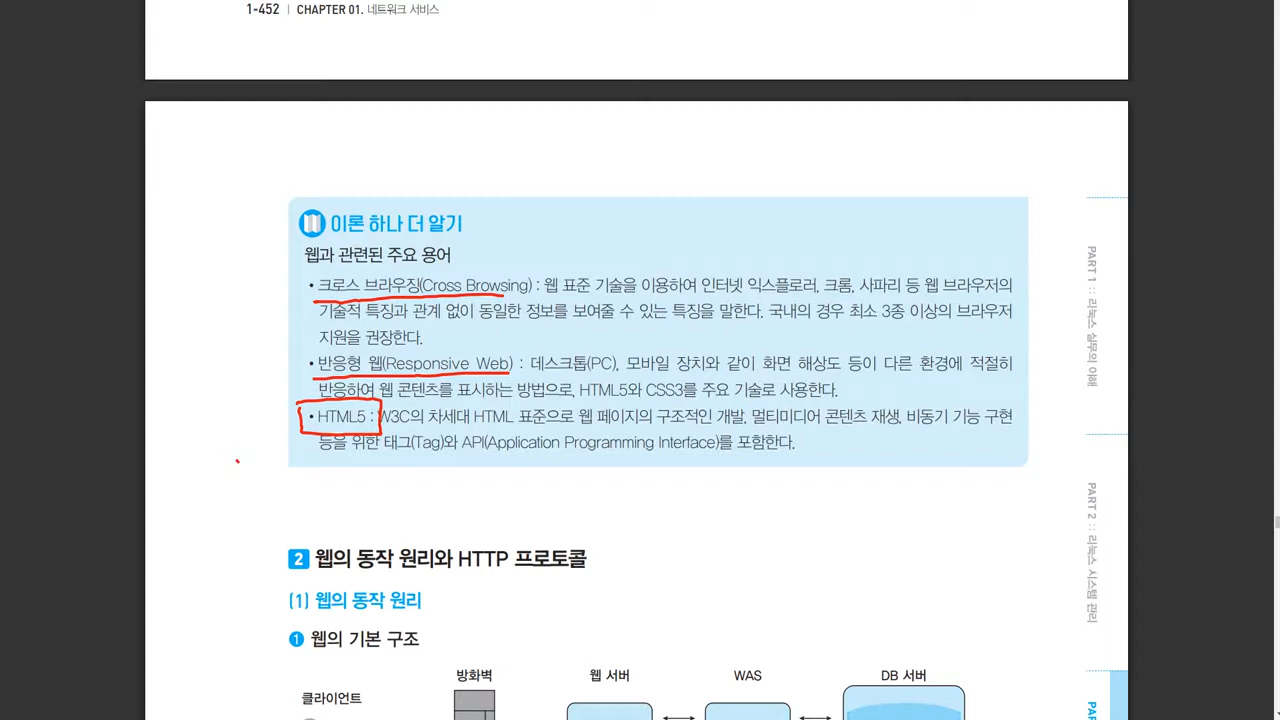 1-452 | CHAPTER 01. 네트워크 서비스
이론 하나 더 알기
웹과 관련된 주요 용어
• 크로스 브라우징(Cross Browsing) : 웹 표준 기술을 이용하여 인터넷 익스플로러, 크롬, 사파리 등 웹 브라우저의
기술적 특징과 관계 없이 동일한 정보를 보여줄 수 있는 특징을 말한다. 국내의 경우 최소 3종 이상의 브라우저
지원을 권장한다.
• 반응형 웹(Responsive Web) : 데스크톱(PC), 모바일 장치와 같이 화면 해상도 등이 다른 환경에 적절히
반응하여 웹 콘텐츠를 표시하는 방법으로, HTML5와 CSS3를 주요 기술로 사용한다.
• HTML5 : W3C의 차세대 HTML 표준으로 웹 페이지의 구조적인 개발, 멀티미디어 콘텐츠 재생, 비동기 기능 구현
등을 위한 태그(Tag)와 API(Application Programming Interface)를 포함한다.
2 웹의 동작 원리와 HTTP 프로토콜
(1) 웹의 동작 원리
1 웹의 기본 구조
클라이언트
방화벽
웹 서버
WAS
DB 서버
PART 1 :: 리눅스 실무의 이해
PART 2 :: 리눅스 시스템 관리
PAR